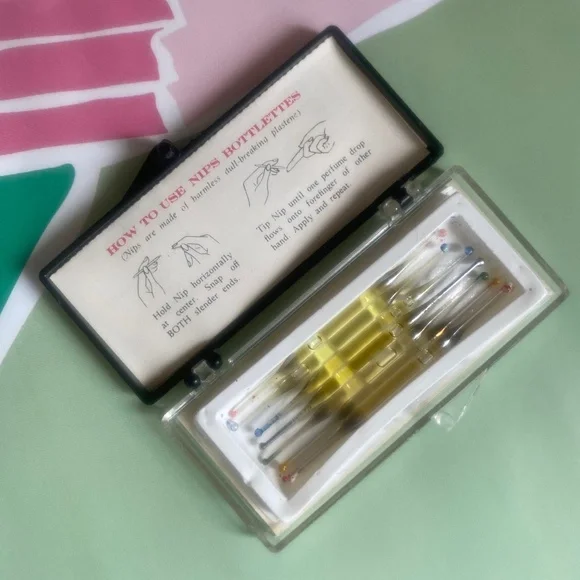 HOW TO USE NIPS BOTTLETTES
(Nips are made of harmless dull-breaking plastene)
Hold Nip horizontally
at center. Snap off
BOTH slender ends.
Tip Nip until one perfume drop
flows onto forefinger of other
hand. Apply and repeat.